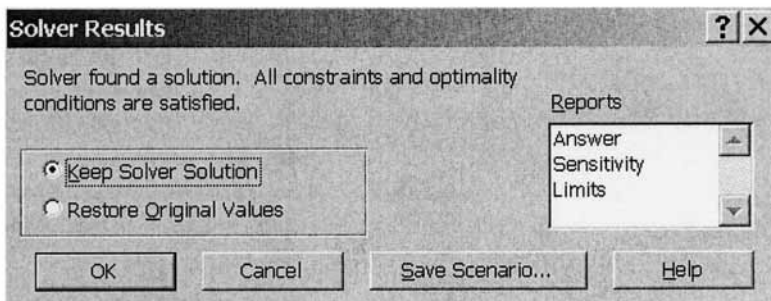 Solver Results
? X
Solver found a solution. All constraints and optimality
conditions are satisfied.
Reports
Answer
Sensitivity
Limits
Keep Solver Solution
Restore Original Values
OK
Cancel
Save Scenario...
Help